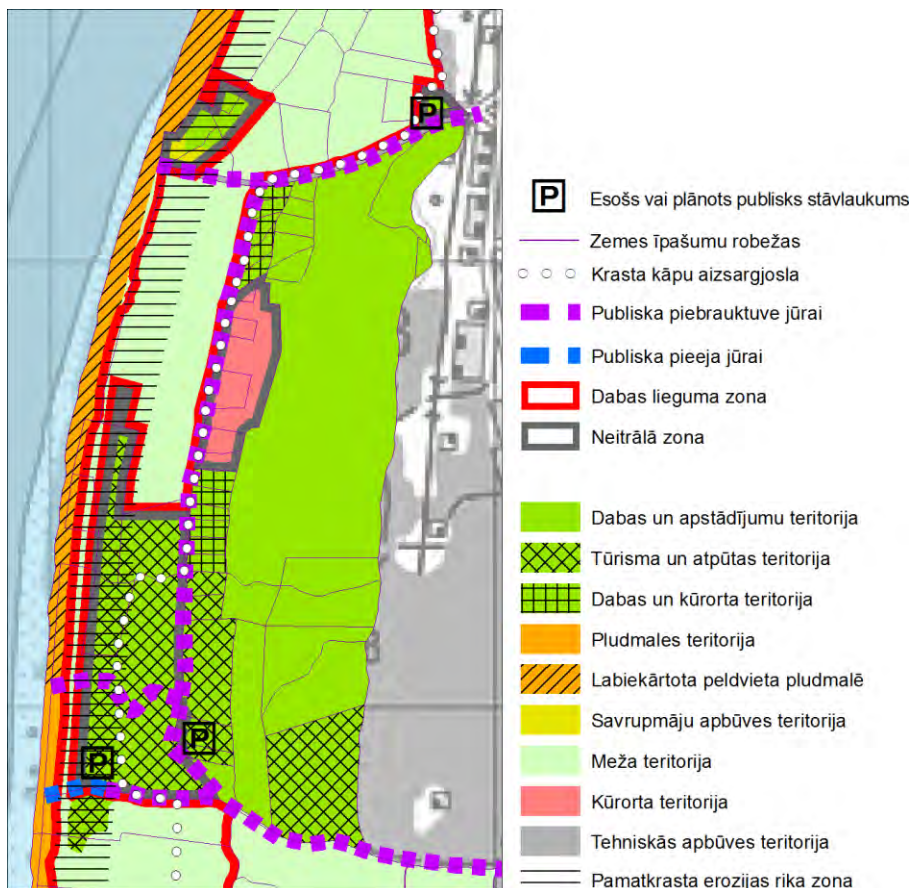 P
P
P
P Esošs vai plānots publisks stāvlaukums
Zemes īpašumu robežas
Krasta kāpu aizsargjosla
Publiska piebrauktuve jūrai
Publiska pieeja jūrai
Dabas lieguma zona
Neitrālā zona
Dabas un apstādījumu teritorija
Tūrisma un atpūtas teritorija
Dabas un kūrorta teritorija
Pludmales teritorija
Labiekārtota peldvieta pludmalē
Savrupmāju apbūves teritorija
Meža teritorija
Kūrorta teritorija
Tehniskās apbūves teritorija
Pamatkrasta erozijas rika zona